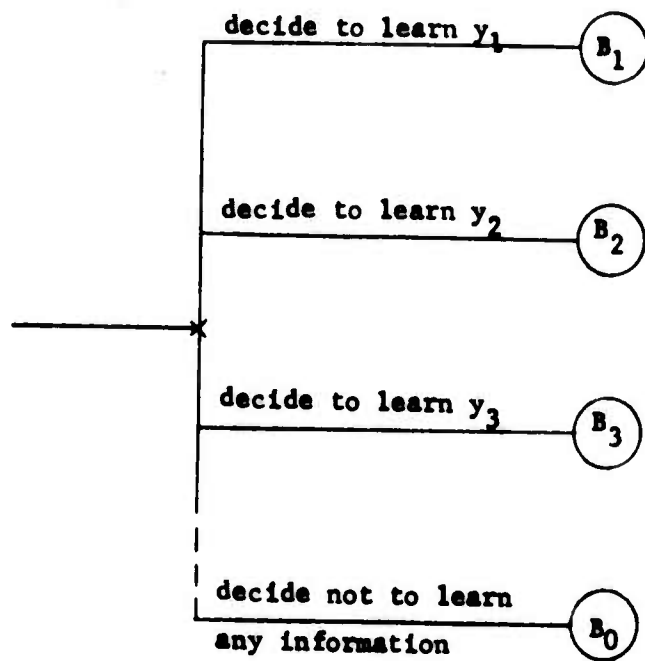 decide to learn y₁ B₁
decide to learn y₂ B₂
decide to learn y₃ B₃
decide not to learn B₀
any information